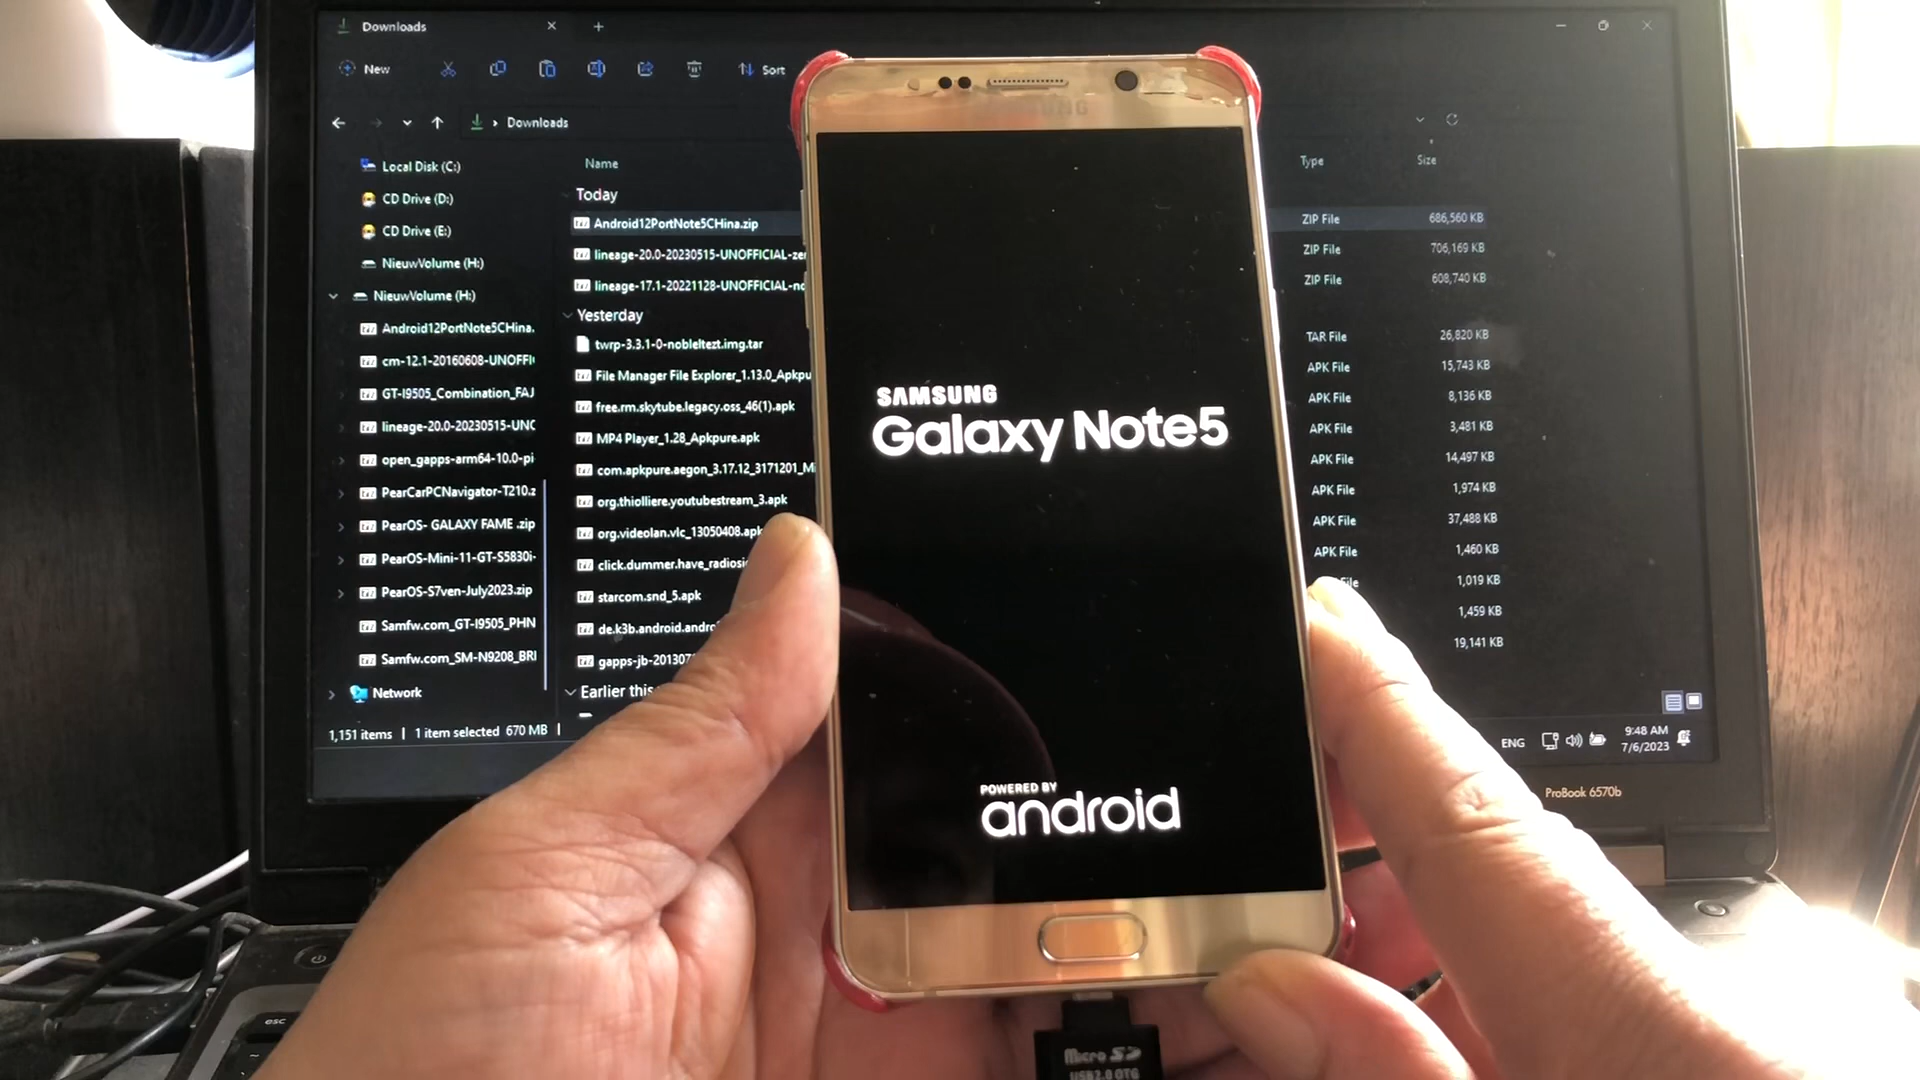 Downloads
New
Sort
Downloads
Local Disk (C:)
CD Drive (D:)
CD Drive (E:)
NieuwVolume (H:)
NieuwVolume (H:)
Android12PortNote5CHina.
cm-12.1-20160608-UNOFFI
GT-I9505_Combination_FAJ
lineage-20.0-20230515-UNC
open_gapps-arm64-10.0-pi
PearCarPCNavigator-T210.z
PearOS- GALAXY FAME .zip
PearOS-Mini-11-GT-S5830i-
PearOS-S7ven-July2023.zip
Samfw.com_GT-I9505_PHN
Samfw.com_SM-N9208_BRI
Network
1,151 items | 1 item selected 670 MB |
Name Type Size
Today
Android12PortNote5CHina.zip ZIP File 686,560 KB
lineage-20.0-20230515-UNOFFICIAL-zer ZIP File 706,169 KB
lineage-17.1-20221128-UNOFFICIAL-no ZIP File 608,740 KB
Yesterday
twrp-3.3.1-0-nobleltezt.img.tar TAR File 26,820 KB
File Manager File Explorer_1.13.0_Apkpu APK File 15,743 KB
free.rm.skytube.legacy.oss_46(1).apk APK File 8,136 KB
MP4 Player_1.28_Apkpure.apk APK File 3,481 KB
com.apkpure.aegon_3.17.12_3171201_Mi APK File 14,497 KB
org.thiolliere.youtubestream_3.apk APK File 1,974 KB
org.videolan.vlc_13050408.apk APK File 37,488 KB
click.dummer.have_radiosi APK File 1,460 KB
starcom.snd_5.apk File 1,019 KB
de.k3b.android.andro 1,459 KB
gapps-jb-201307 19,141 KB
Earlier this
SAMSUNG
SAMSUNG
Galaxy Note5
POWERED BY
android
ENG
9:48 AM
7/6/2023
ProBook 6570b
esc
Micro SD
USB2.0 OTG